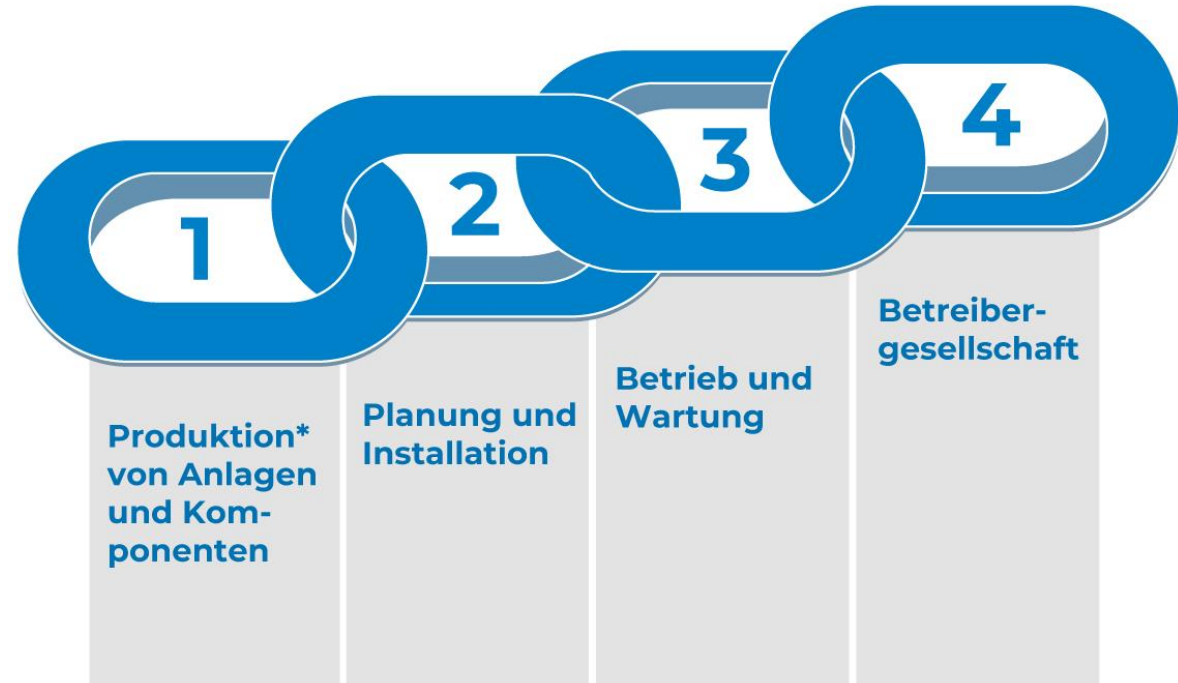 1
Produktion*
von Anlagen
und Kom-
ponenten
2
Planung und
Installation
3
Betrieb und
Wartung
4
Betreiber-
gesellschaft